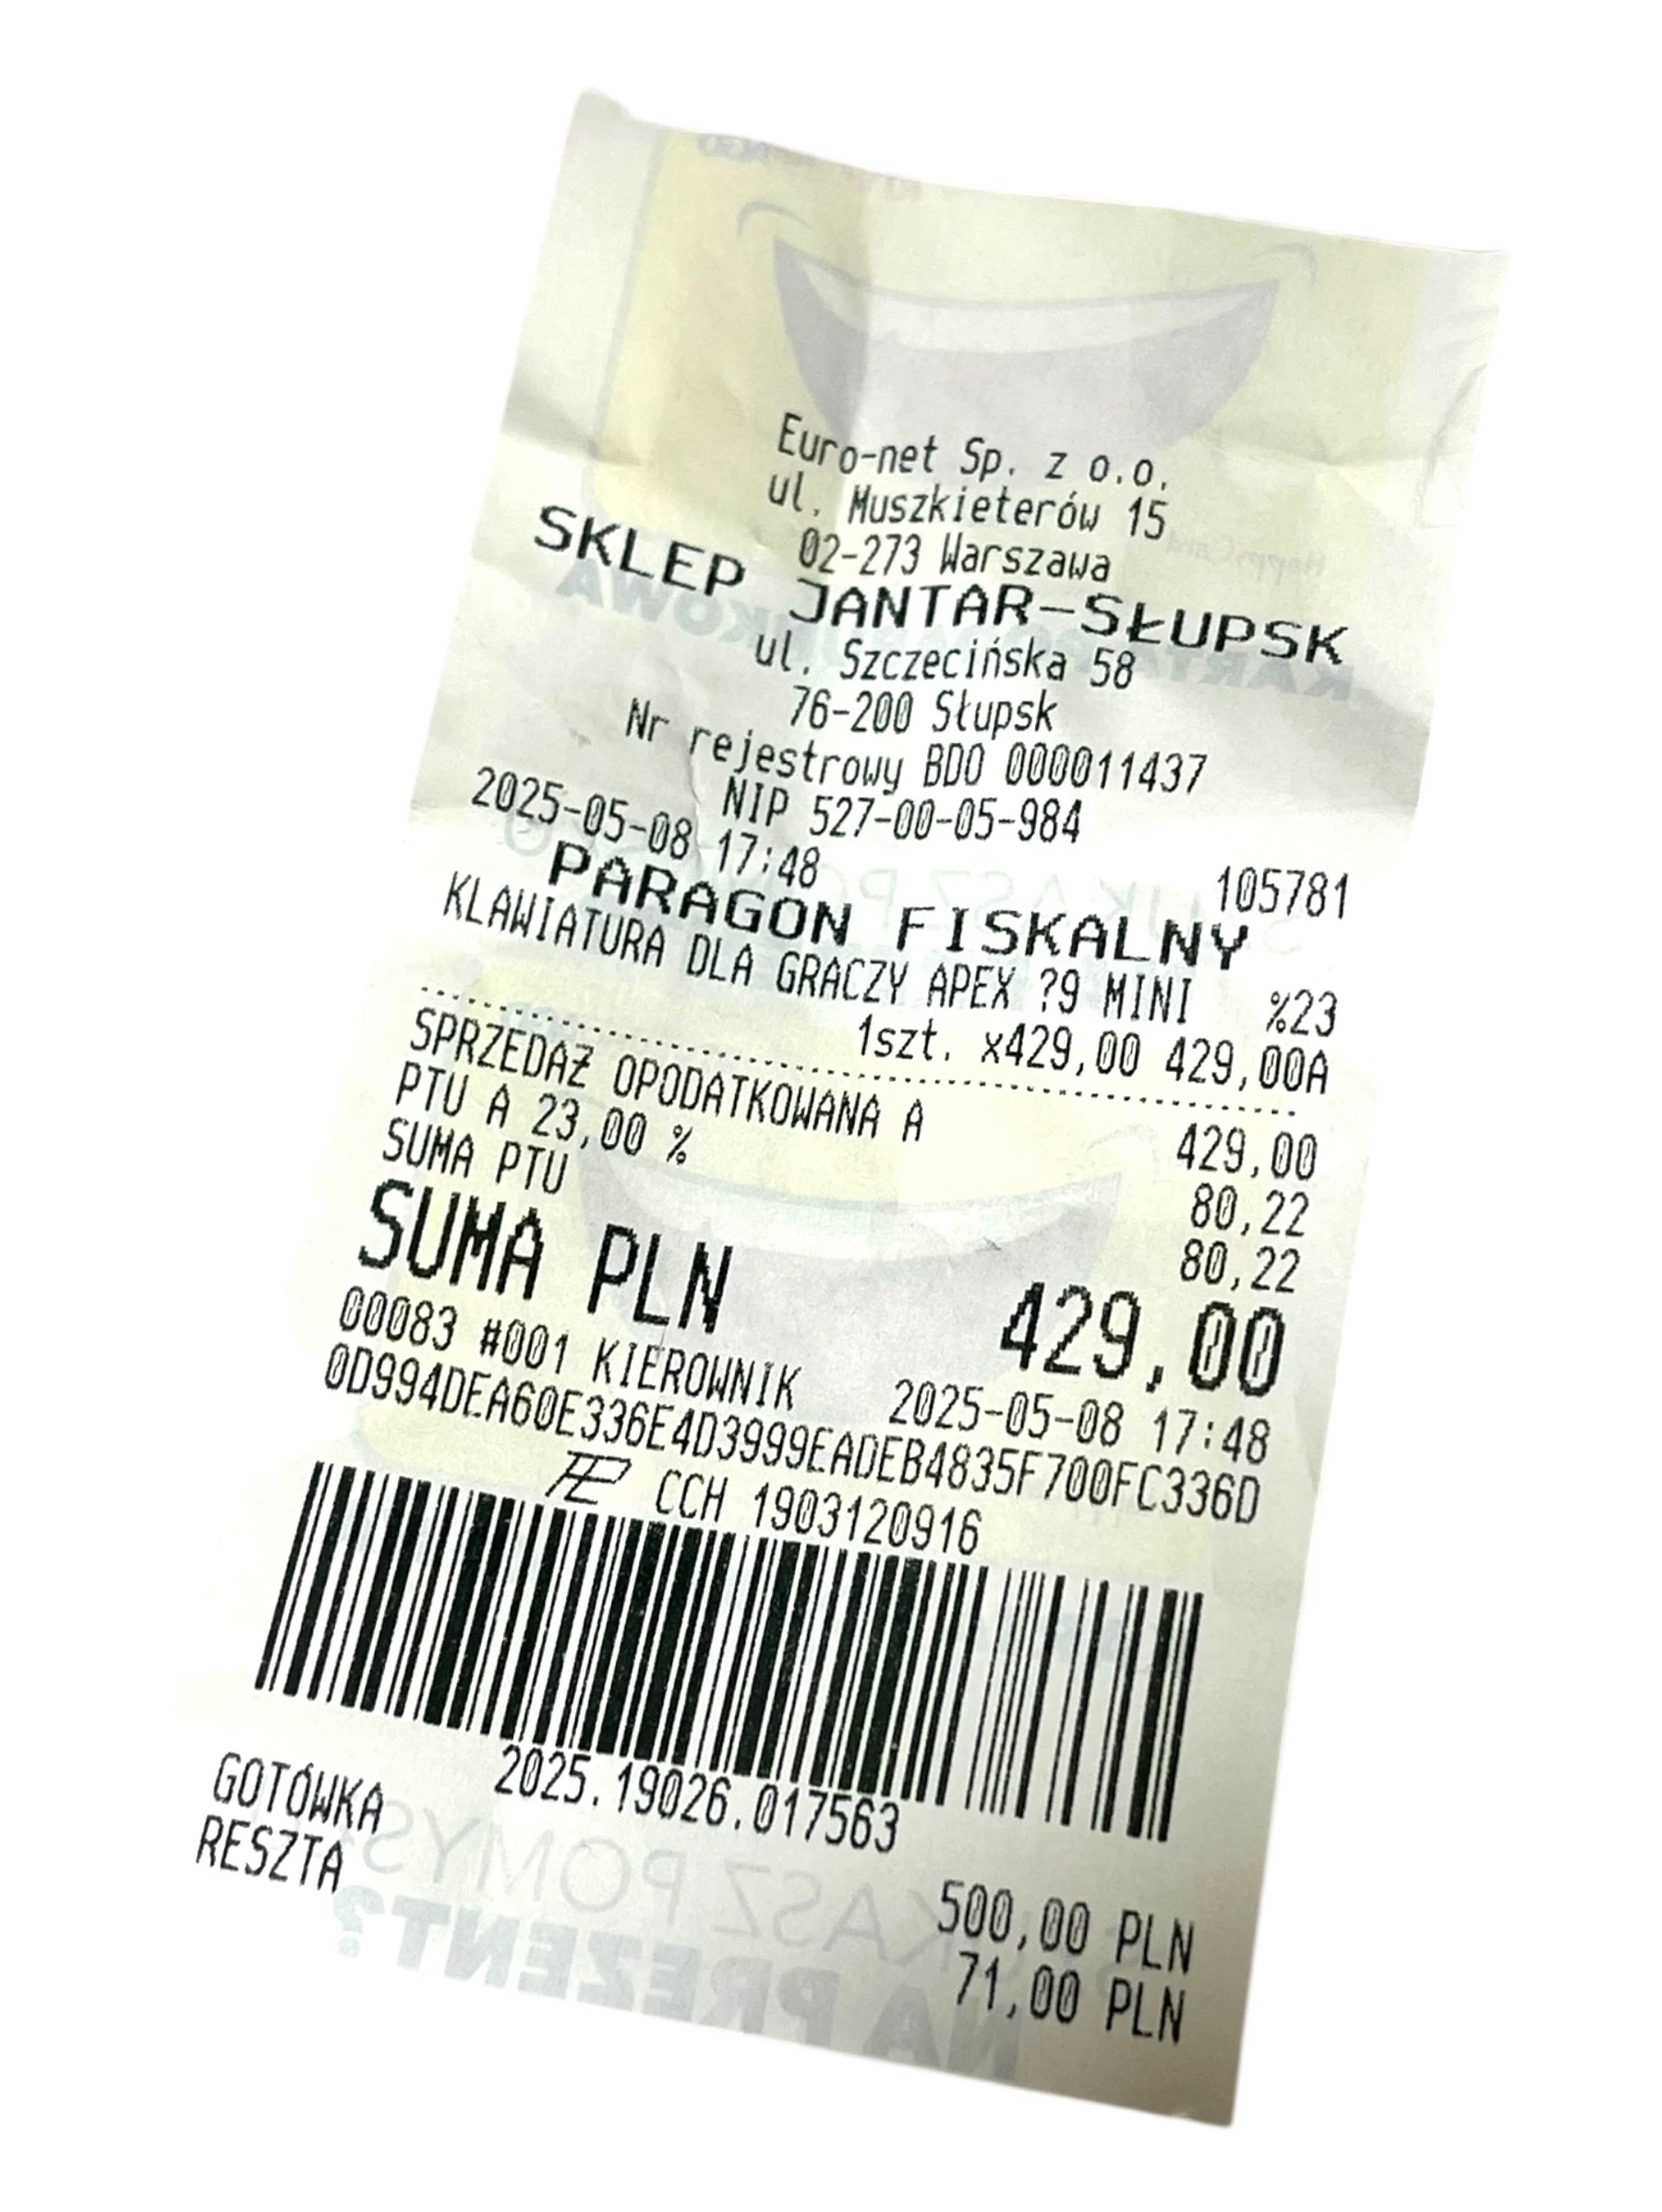 Euro-net Sp. z o.o.
ul. Muszkieterów 15
02-273 Warszawa
SKLEP JANTAR-SŁUPSK
ul. Szczecińska 58
76-200 Słupsk
Nr rejestrowy BDO 000011437
NIP 527-00-05-984
2025-05-08 17:48 105781
PARAGON FISKALNY
KLAWIATURA DLA GRACZY APEX ?9 MINI %23
1szt. x429,00 429,00A
SPRZEDAŻ OPODATKOWANA A 429,00
PTU A 23,00 % 80,22
SUMA PTU 80,22
SUMA PLN 429,00
00083 #001 KIEROWNIK 2025-05-08 17:48
0D994DEA60E336E4D3999EADEB4835F700FC336D
CCH 1903120916
2025.19026.017563
GOTÓWKA 500,00 PLN
RESZTA 71,00 PLN
NA PREZENT?